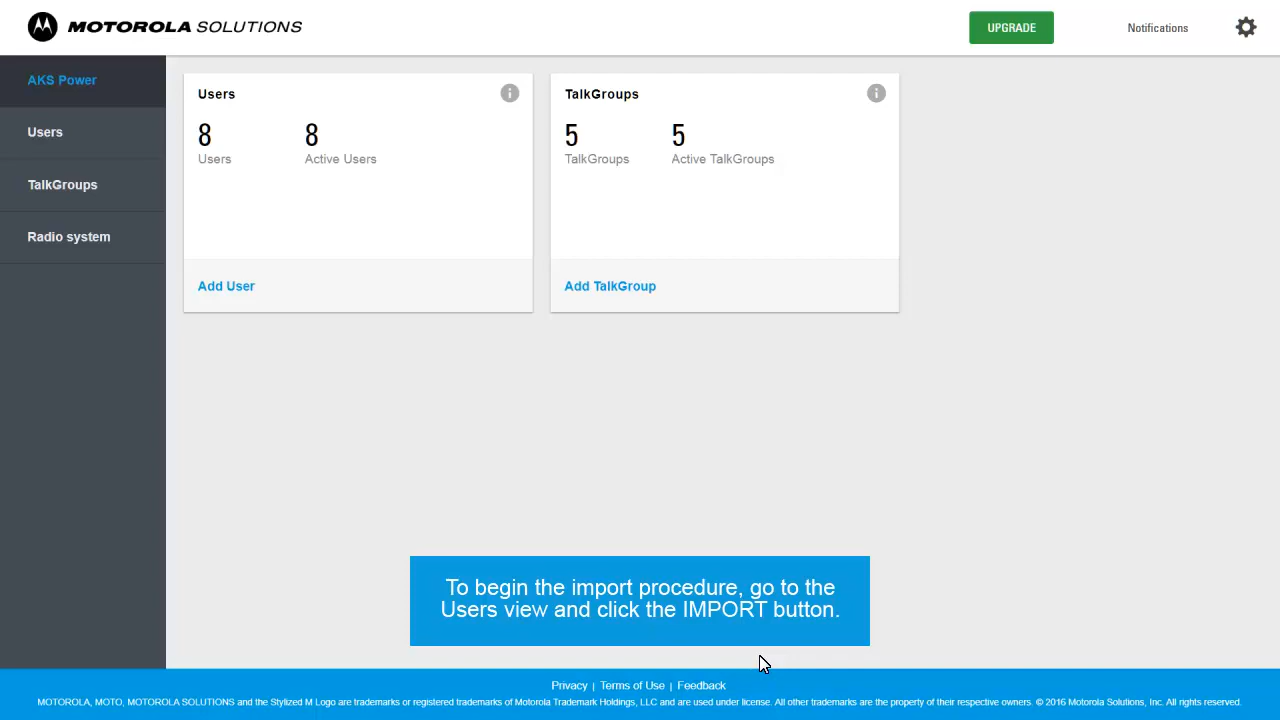 MOTOROLA SOLUTIONS
UPGRADE
Notifications
AKS Power
Users
TalkGroups
Radio system
Users
8
8
Users
Active Users
Add User
TalkGroups
5
5
TalkGroups
Active TalkGroups
Add TalkGroup
To begin the import procedure, go to the
Users view and click the IMPORT button.
Privacy | Terms of Use | Feedback
MOTOROLA, MOTO, MOTOROLA SOLUTIONS and the Stylized M Logo are trademarks or registered trademarks of Motorola Trademark Holdings, LLC and are used under license. All other trademarks are the property of their respective owners. © 2016 Motorola Solutions, Inc. All rights reserved.